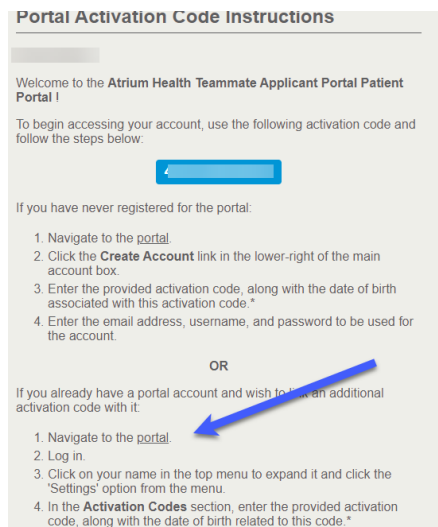 Portal Activation Code Instructions
Welcome to the Atrium Health Teammate Applicant Portal Patient
Portal !
To begin accessing your account, use the following activation code and
follow the steps below:
If you have never registered for the portal:
1. Navigate to the portal.
2. Click the Create Account link in the lower-right of the main
account box.
3. Enter the provided activation code, along with the date of birth
associated with this activation code.*
4. Enter the email address, username, and password to be used for
the account.
OR
If you already have a portal account and wish to link an additional
activation code with it:
1. Navigate to the portal.
2. Log in.
3. Click on your name in the top menu to expand it and click the
'Settings' option from the menu.
4. In the Activation Codes section, enter the provided activation
code, along with the date of birth related to this code.*